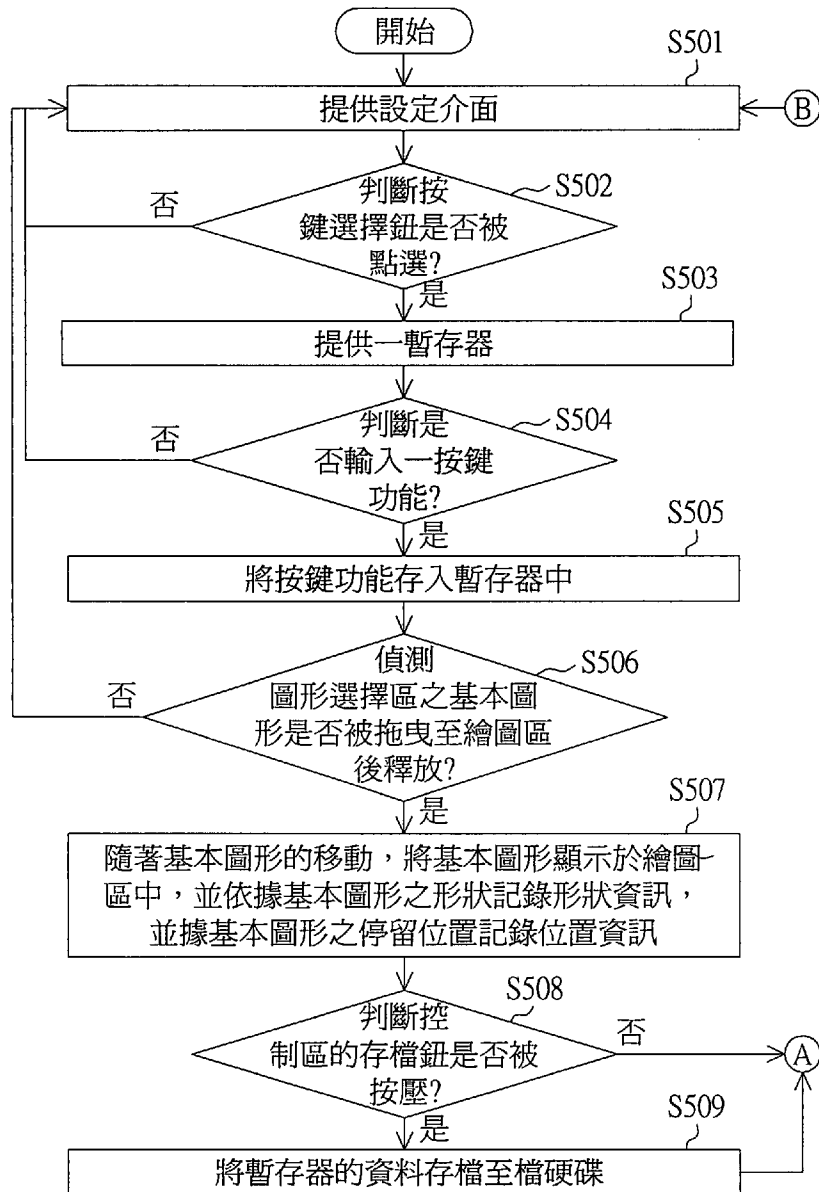 開始
S501
提供設定介面
B
判斷按
鍵選擇鈕是否被
點選?
S502
否
是
S503
提供一暫存器
判斷是
否輸入一按鍵
功能?
S504
否
是
S505
將按鍵功能存入暫存器中
偵測
圖形選擇區之基本圖
形是否被拖曳至繪圖區
後釋放?
S506
否
是
S507
隨著基本圖形的移動，將基本圖形顯示於繪圖
區中，並依據基本圖形之形狀記錄形狀資訊，
並據基本圖形之停留位置記錄位置資訊
判斷控
制區的存檔鈕是否被
按壓?
S508
否
A
是
S509
將暫存器的資料存檔至檔硬碟